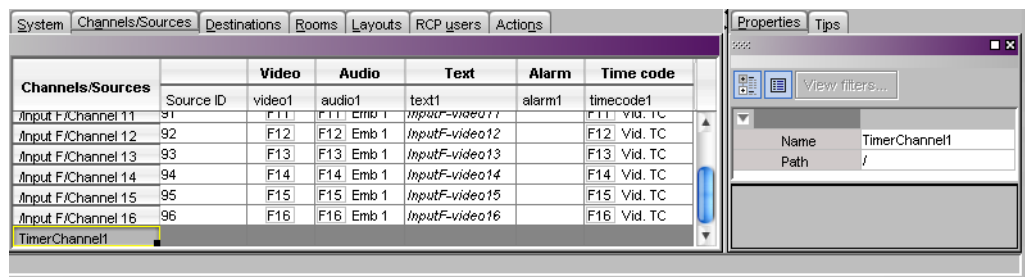 System Channels/Sources Destinations Rooms Layouts RCP users Actions Properties Tips
Channels/Sources Video Audio Text Alarm Time code
Source ID video1 audio1 text1 alarm1 timecode1
View filters...
/Input F/Channel 11 91 F11 F11 Emb 1 InputF-video11 F11 Vid. TC
/Input F/Channel 12 92 F12 F12 Emb 1 InputF-video12 F12 Vid. TC
/Input F/Channel 13 93 F13 F13 Emb 1 InputF-video13 F13 Vid. TC
/Input F/Channel 14 94 F14 F14 Emb 1 InputF-video14 F14 Vid. TC
/Input F/Channel 15 95 F15 F15 Emb 1 InputF-video15 F15 Vid. TC
/Input F/Channel 16 96 F16 F16 Emb 1 InputF-video16 F16 Vid. TC
TimerChannel1
Name TimerChannel1
Path /